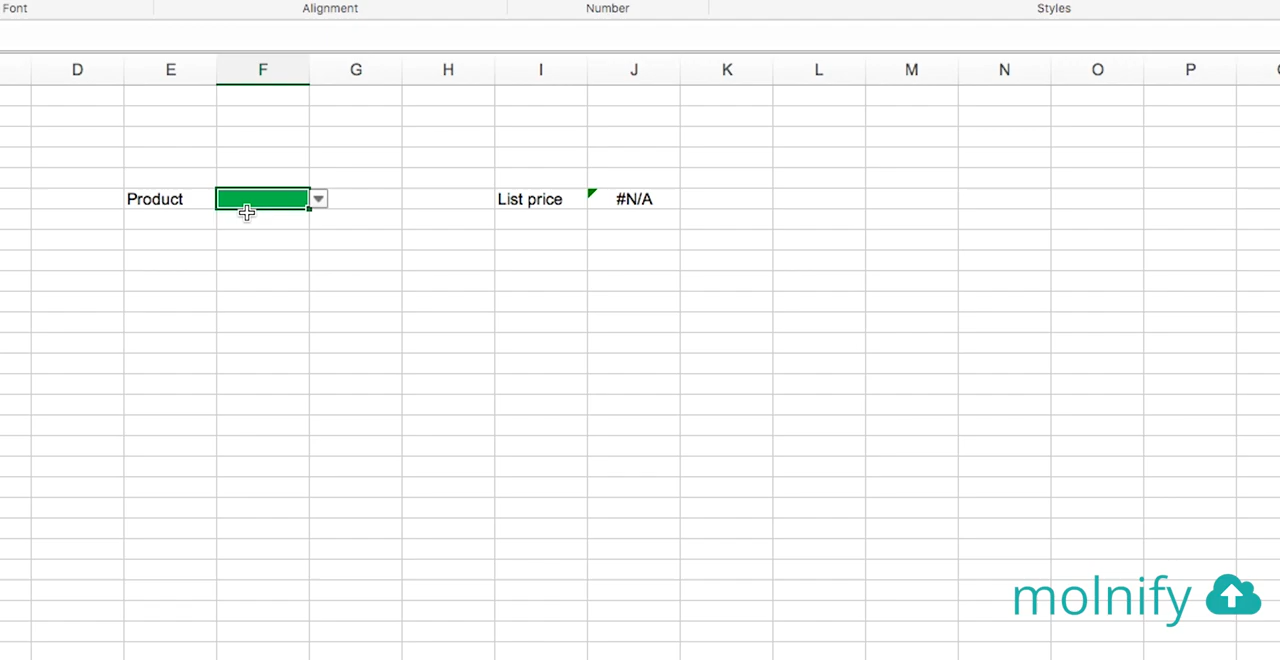 Font Alignment Number Styles
D E F G H I J K L M N O P
Product List price #N/A
molnify